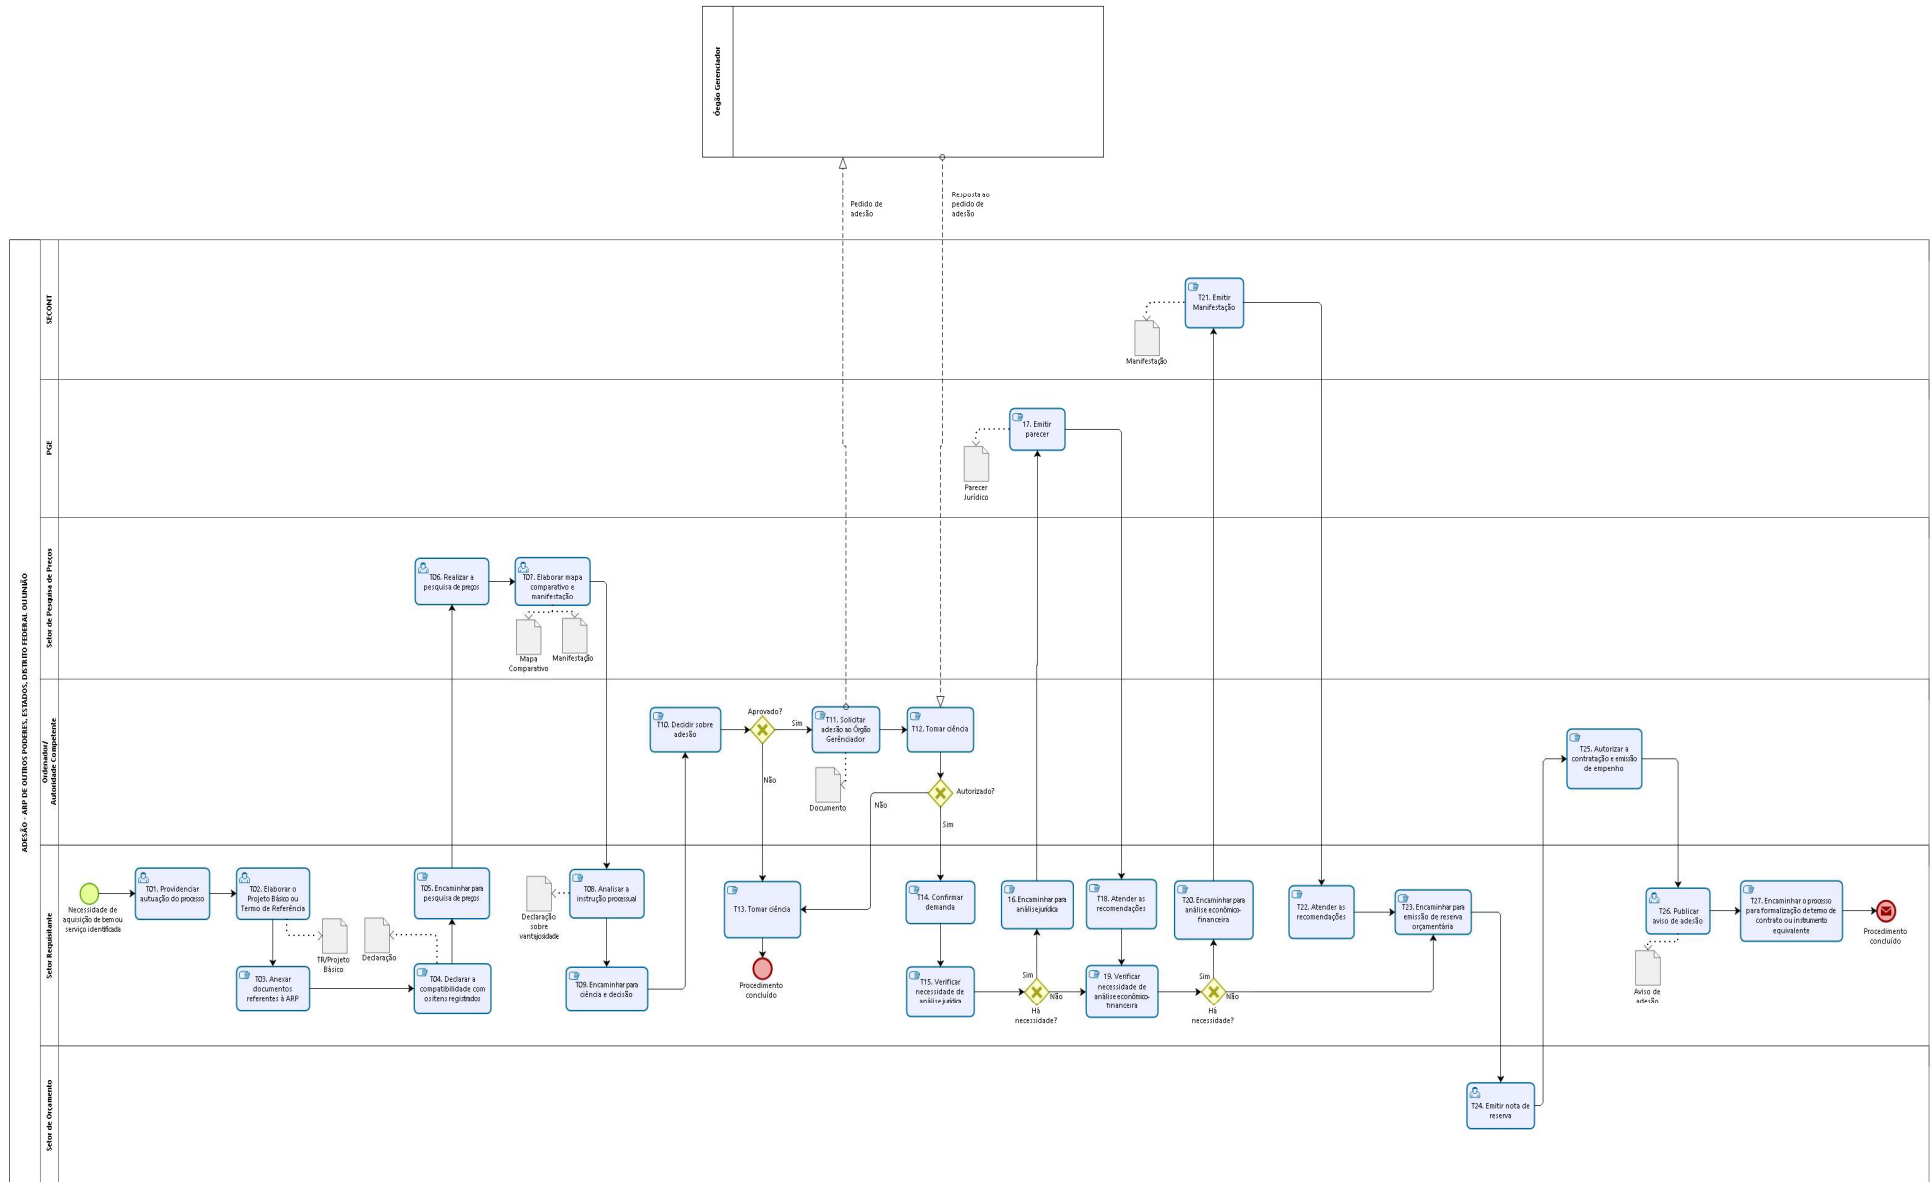 Óegão Gerenciador
Pedido de
adesão
Resposta ao
pedido de
adesão
ADESÃO - ARP DE OUTROS PODERES, ESTADOS, DISTRITO FEDERAL OU UNIÃO
SECONT
T21. Emitir
Manifestação
Manifestação
PGE
17. Emitir
parecer
Parecer
Jurídico
Setor de Pesquisa de Preços
T06. Realizar a
pesquisa de preços
T07. Elaborar mapa
comparativo e
manifestação
Mapa
Comparativo
Manifestação
Ordenador/
Autoridade Competente
T10. Decidir sobre
adesão
Aprovado?
Sim
Não
T11. Solicitar
adesão ao Órgão
Gerênciador
Documento
T12. Tomar ciência
Autorizado?
Não
Sim
T25. Autorizar a
contratação e emissão
de empenho
Setor Requisitante
Necessidade de
aquisição de bem ou
serviço identificada
T01. Providenciar
autuação do processo
T02. Elaborar o
Projeto Básico ou
Termo de Referência
TR/Projeto
Básico
T03. Anexar
documentos
referentes à ARP
Declaração
T04. Declarar a
compatibilidade com
os itens registrados
T05. Encaminhar para
pesquisa de preços
T08. Analisar a
instrução processual
Declaração
sobre
vantajosidade
T09. Encaminhar para
ciência e decisão
T13. Tomar ciência
Procedimento
concluído
T14. Confirmar
demanda
T15. Verificar
necessidade de
análise jurídica
Sim
Não
Há
necessidade?
16. Encaminhar para
análise jurídica
T18. Atender as
recomendações
19. Verificar
necessidade de
análise econômico-
financeira
Sim
Não
Há
necessidade?
T20. Encaminhar para
análise econômico-
financeira
T22. Atender as
recomendações
T23. Encaminhar para
emissão de reserva
orçamentária
T26. Publicar
aviso de adesão
Aviso de
adesão
T27. Encaminhar o processo
para formalização de termo de
contrato ou instrumento
equivalente
Procedimento
concluído
Setor de Orçamento
T24. Emitir nota de
reserva